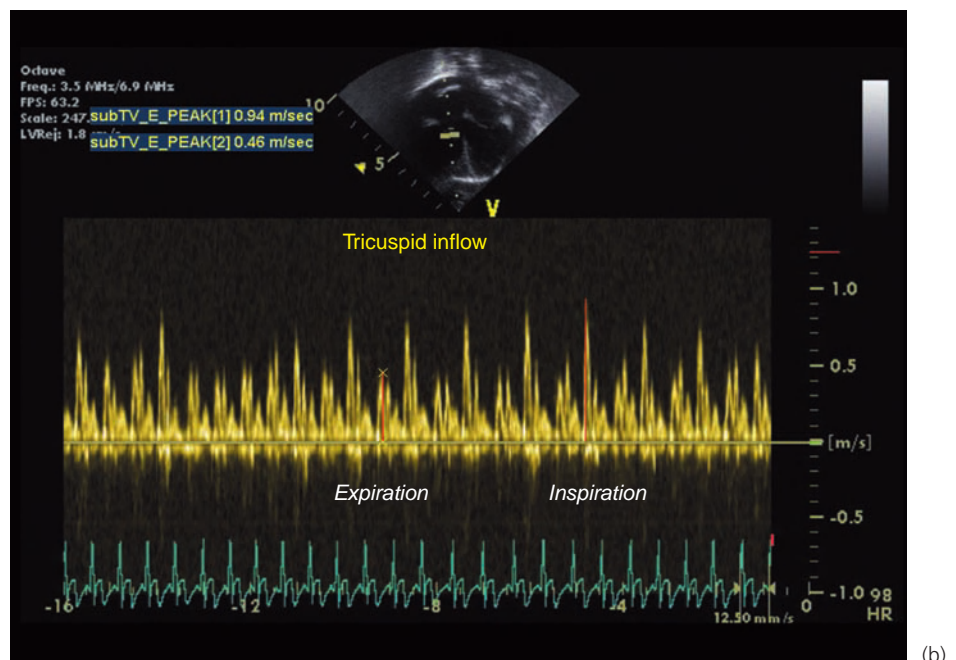 Octave
Freq.: 3.5 MHz/6.9 MHz
FPS: 63.2
Scale: 247.
LVRej: 1.8
subTV_E_PEAK[1] 0.94 m/sec
subTV_E_PEAK[2] 0.46 m/sec
10
5
V
Tricuspid inflow
1.0
0.5
[m/s]
Expiration Inspiration
-0.5
-16 -12 -8 -4 0 -1.0 98
12.50 mm/s HR
(b)